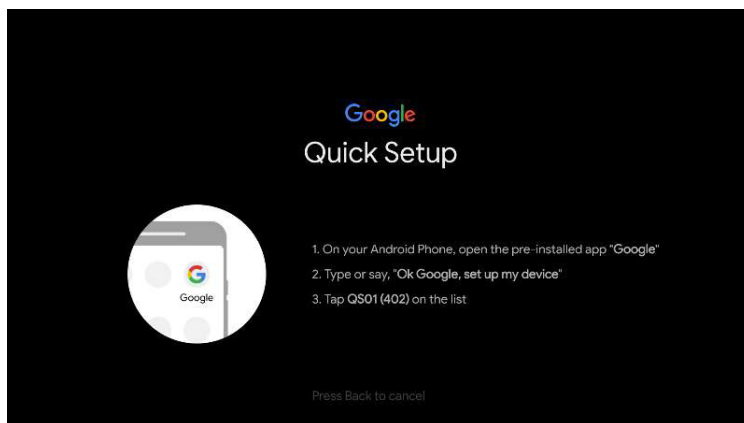 Google
Quick Setup
1. On your Android Phone, open the pre-installed app "Google"
2. Type or say, "Ok Google, set up my device"
3. Tap QS01 (402) on the list
G
Google
Press Back to cancel